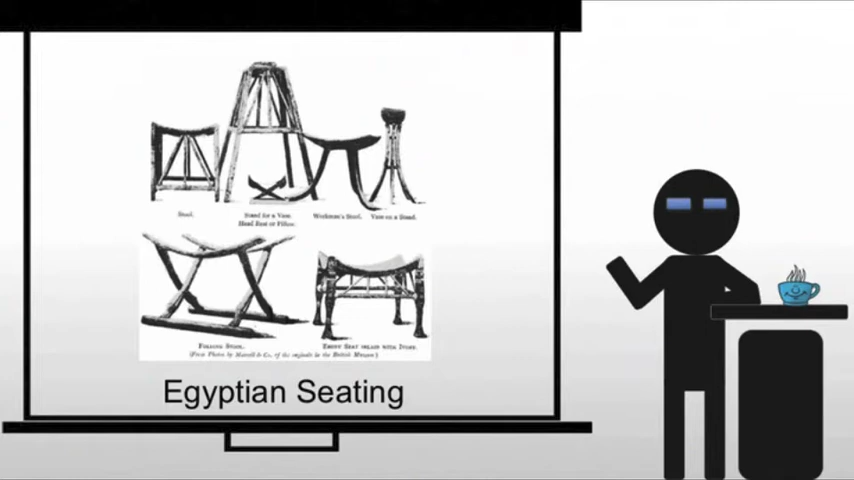 Stool.
Stand for a Vase.
Head Rest or Pillow.
Workman's Stool.
Vase on a Stand.
Folding Stool.
Ebony Seat inlaid with Ivory.
(From Photos by Mansell & Co., of the originals in the British Museum.)
Egyptian Seating